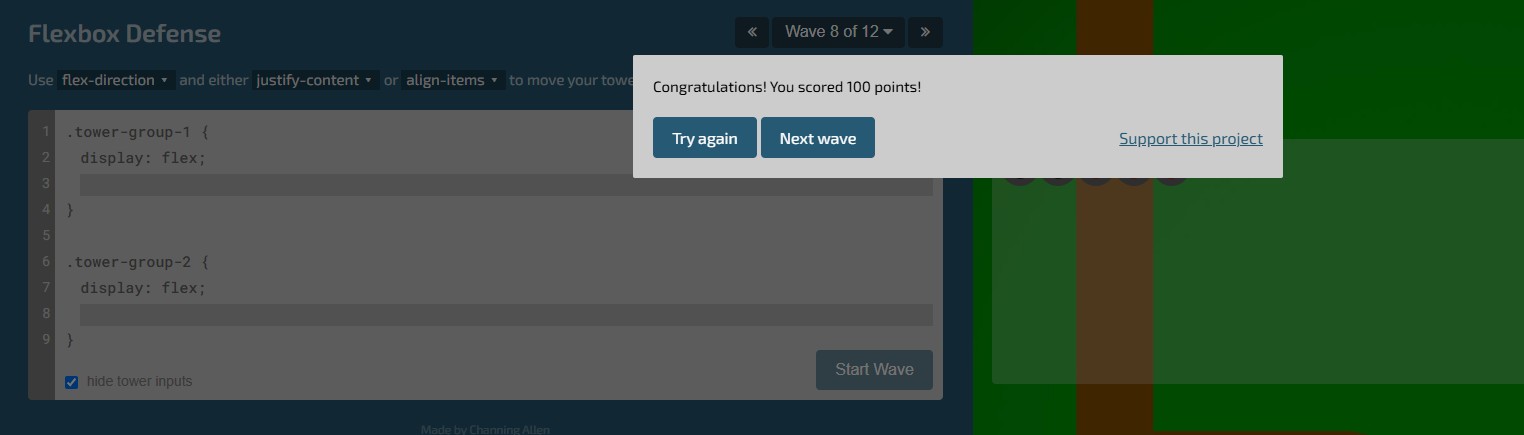 Flexbox Defense
« Wave 8 of 12 »
Use flex-direction and either justify-content or align-items to move your
Congratulations! You scored 100 points!
Try again Next wave Support this project
1 .tower-group-1 {
2 display: flex;
3
4 }
5
6 .tower-group-2 {
7 display: flex;
8
9 }
hide tower inputs
Start Wave
Made by Channing Allen